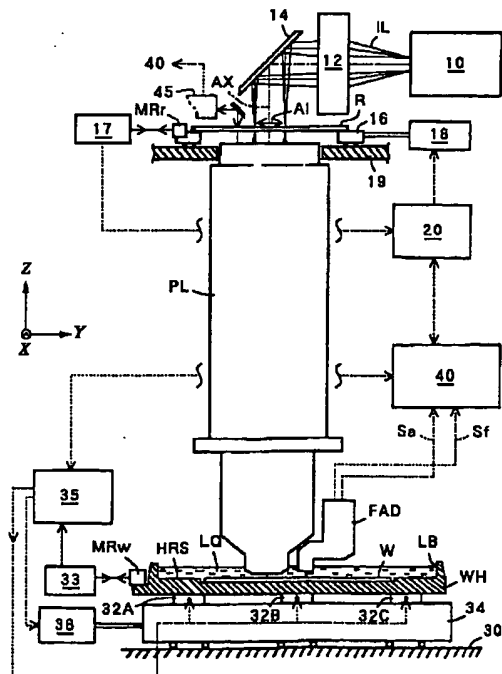 14
IL
12
10
40
AX
45
MRr
AI
R
16
17
18
19
20
PL
Z
X
Y
40
Sa
Sf
FAD
35
LQ
HRS
W
LB
MRw
WH
33
32A
32B
32C
34
38
30